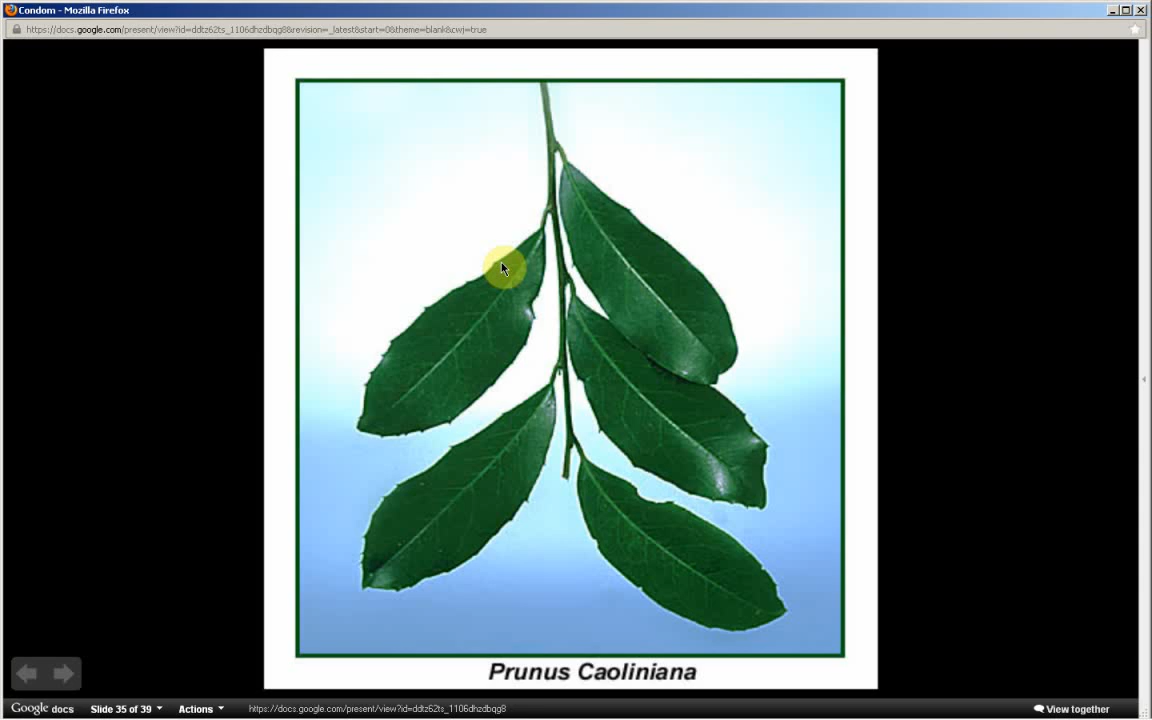 Condom - Mozilla Firefox
https://docs.google.com/present/view?id=ddtz62ts_1106dhzdbqg8&revision=_latest&start=0&theme=blank&cwj=true
Prunus Caoliniana
Google docs Slide 35 of 39 Actions https://docs.google.com/present/view?id=ddtz62ts_1106dhzdbqg8 View together